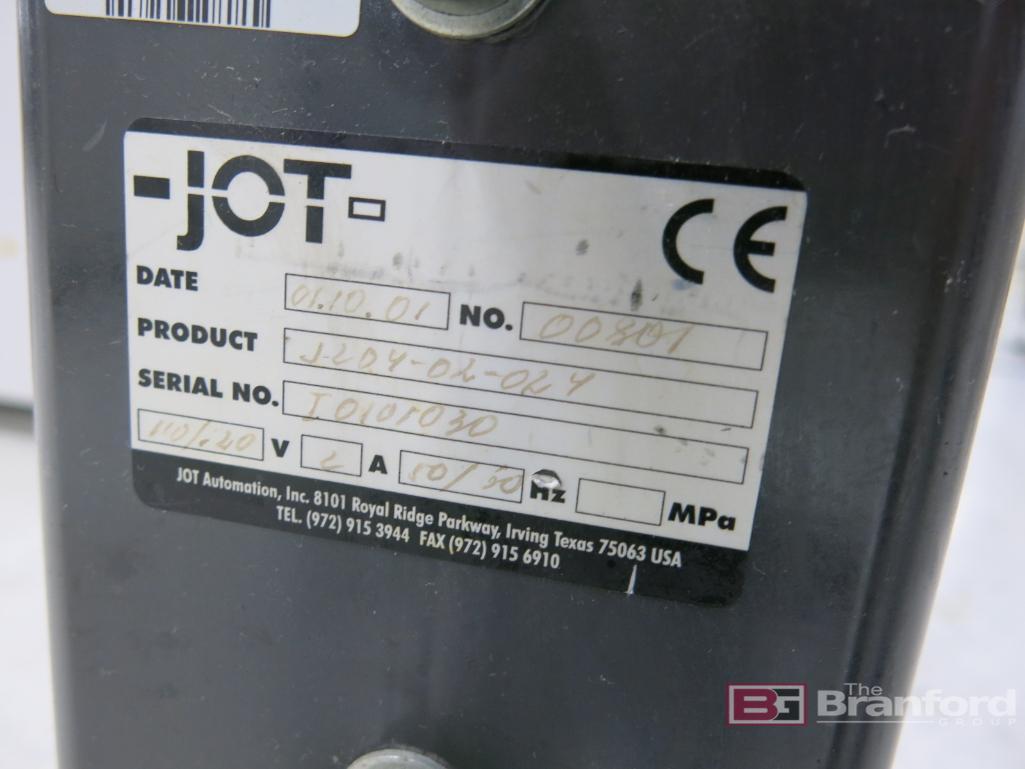 JOT
CE
DATE 01.10.01 NO. 00801
PRODUCT J204-02-024
SERIAL NO. I0101030
110/ V 2 A 50/ Hz MPa
JOT Automation, Inc. 8101 Royal Ridge Parkway, Irving Texas 75063 USA
TEL. (972) 915 3944 FAX (972) 915 6910
BG The Branford
GROUP